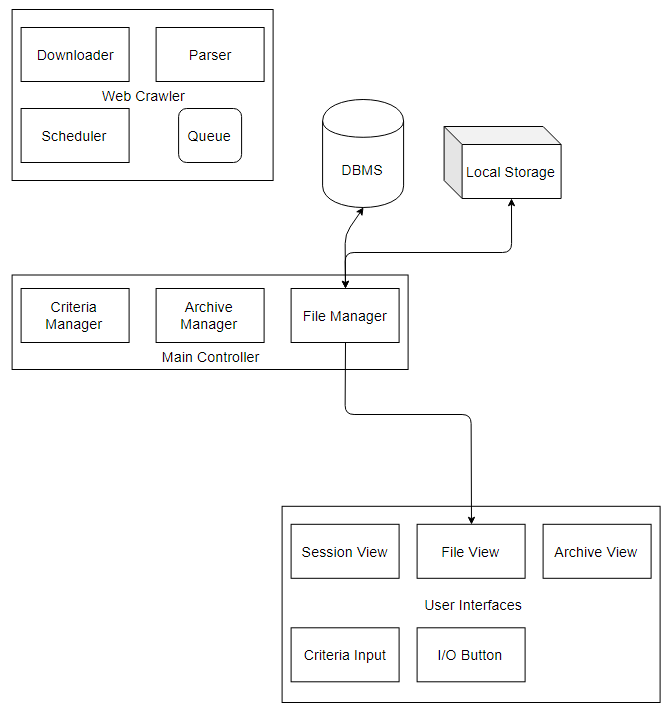 Downloader
Parser
Web Crawler
Scheduler
Queue
DBMS
Local Storage
Criteria
Manager
Archive
Manager
File Manager
Main Controller
Session View
File View
Archive View
User Interfaces
Criteria Input
I/O Button